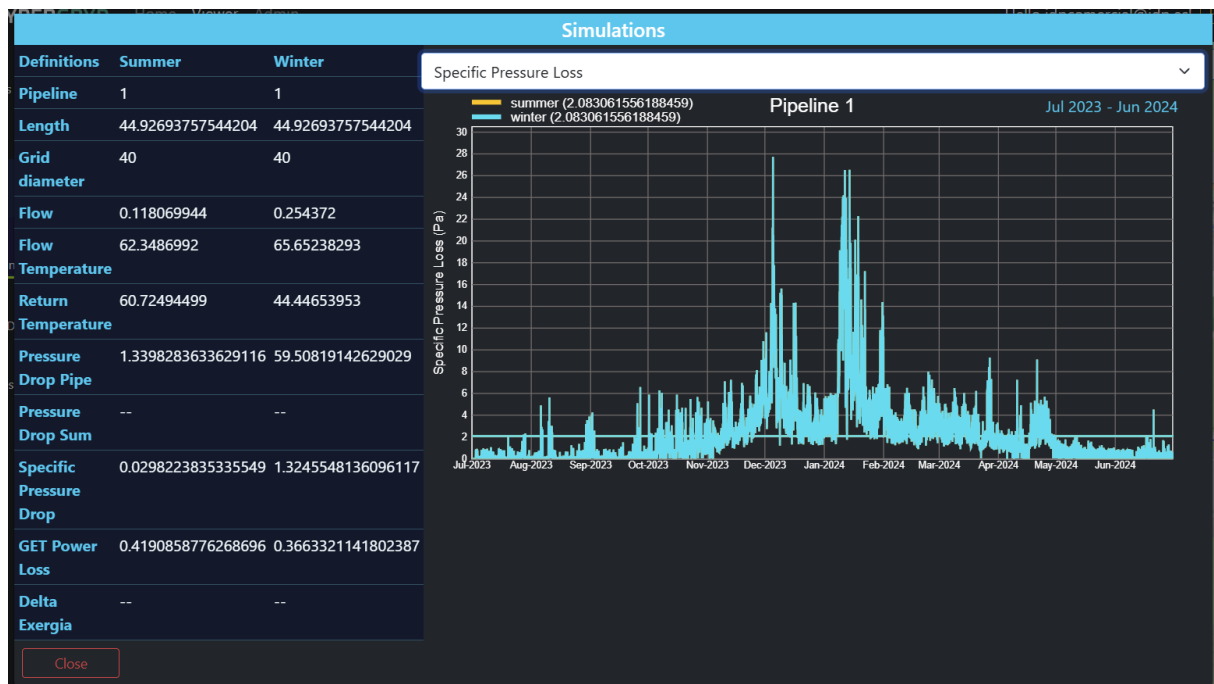 Home Viewer Admin
Simulations
Definitions Summer Winter
Pipeline 1 1
Length 44.92693757544204 44.92693757544204
Grid diameter 40 40
Flow 0.118069944 0.254372
Flow Temperature 62.3486992 65.65238293
Return Temperature 60.72494499 44.44653953
Pressure Drop Pipe 1.3398283633629116 59.50819142629029
Pressure Drop Sum -- --
Specific Pressure Drop 0.0298223835335549 1.3245548136096117
GET Power Loss 0.4190858776268696 0.3663321141802387
Delta Exergia -- --
Close
Specific Pressure Loss
summer (2.083061556188459)
winter (2.083061556188459)
Pipeline 1
Jul 2023 - Jun 2024
Specific Pressure Loss (Pa)
30
28
26
24
22
20
18
16
14
12
10
8
6
4
2
0
Jul-2023 Aug-2023 Sep-2023 Oct-2023 Nov-2023 Dec-2023 Jan-2024 Feb-2024 Mar-2024 Apr-2024 May-2024 Jun-2024